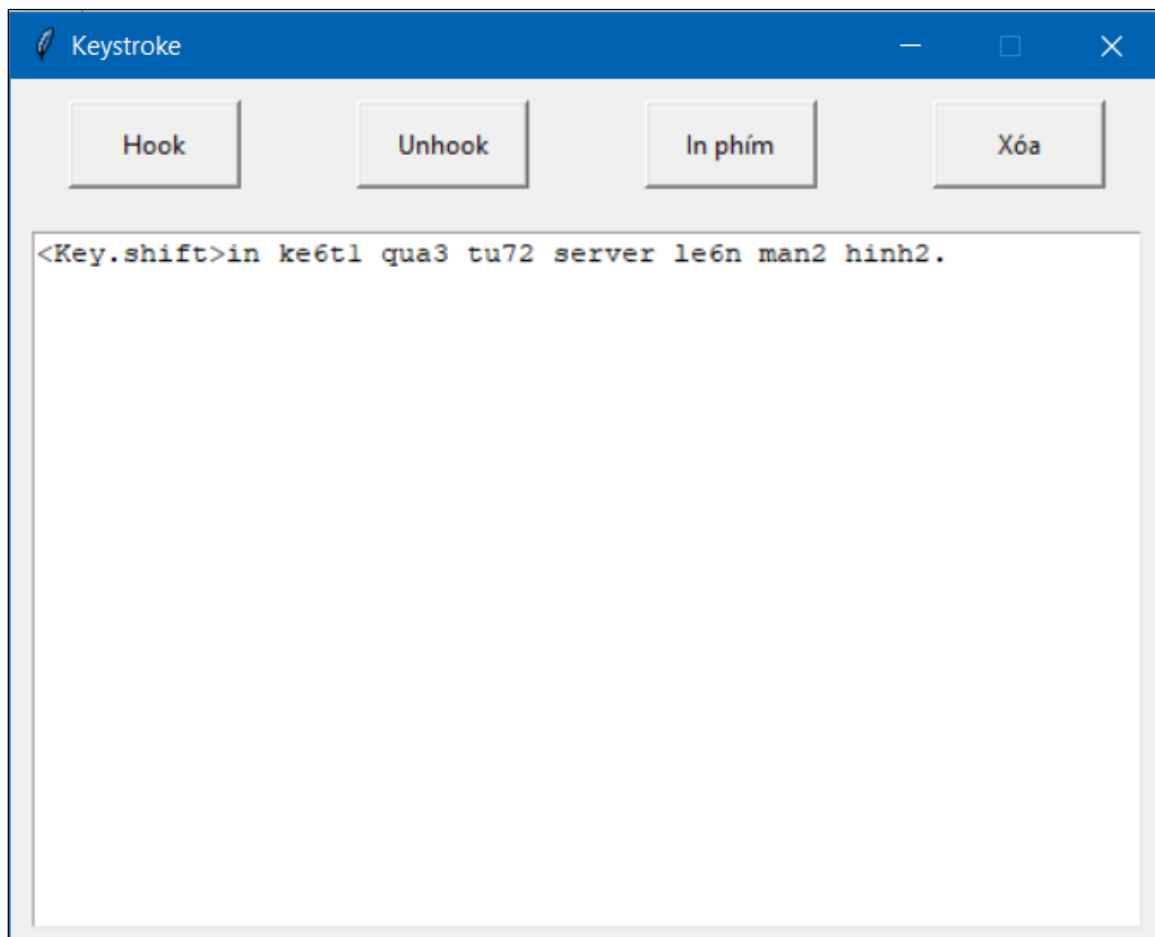 Keystroke
Hook Unhook In phím Xóa
<Key.shift>in ke6t1 qua3 tu72 server le6n man2 hinh2.